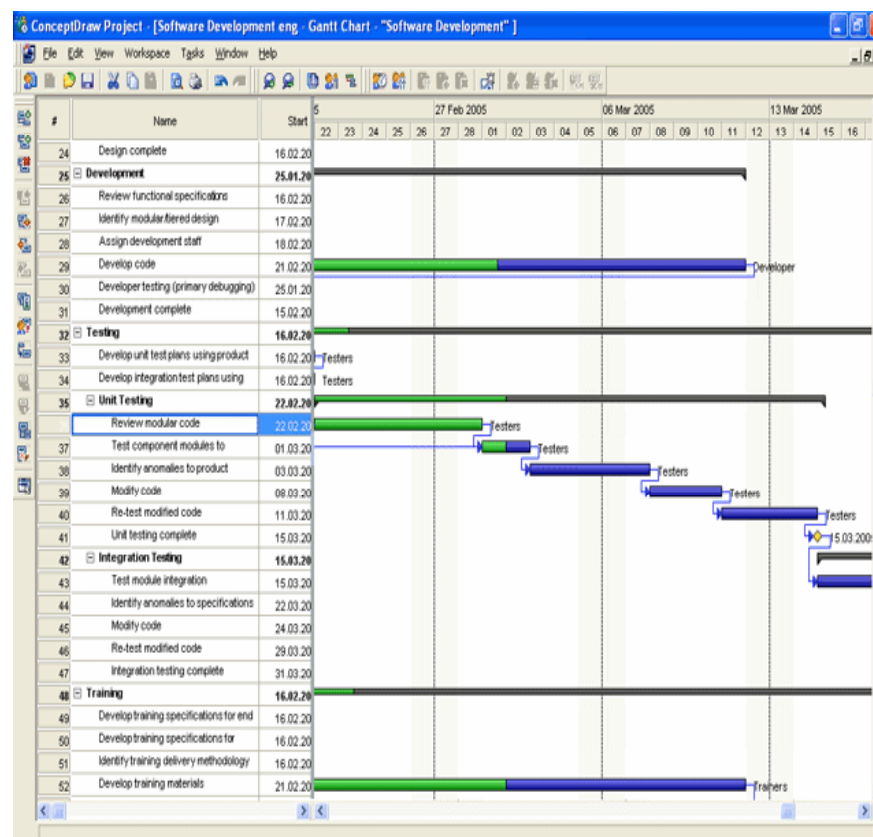 ConceptDraw Project - [Software Development eng - Gantt Chart - "Software Development" ]
File Edit View Workspace Tasks Window Help
# Name Start 5 27 Feb 2005 06 Mar 2005 13 Mar 2005
22 23 24 25 26 27 28 01 02 03 04 05 06 07 08 09 10 11 12 13 14 15 16
24 Design complete 16.02.20
25 Development 25.01.20
26 Review functional specifications 16.02.20
27 Identify modular/tiered design 17.02.20
28 Assign development staff 18.02.20
29 Develop code 21.02.20 Developer
30 Developer testing (primary debugging) 25.01.20
31 Development complete 15.02.20
32 Testing 16.02.20
33 Develop unit test plans using product 16.02.20 Testers
34 Develop integration test plans using 16.02.20 Testers
35 Unit Testing 22.02.20
Review modular code 22.02.20 Testers
37 Test component modules to 01.03.20 Testers
38 Identify anomalies to product 03.03.20 Testers
39 Modify code 08.03.20 Testers
40 Re-test modified code 11.03.20 Testers
41 Unit testing complete 15.03.20 15.03.200
42 Integration Testing 15.03.20
43 Test module integration 15.03.20
44 Identify anomalies to specifications 22.03.20
45 Modify code 24.03.20
46 Re-test modified code 29.03.20
47 Integration testing complete 31.03.20
48 Training 16.02.20
49 Develop training specifications for end 16.02.20
50 Develop training specifications for 16.02.20
51 Identify training delivery methodology 16.02.20
52 Develop training materials 21.02.20 Trainers